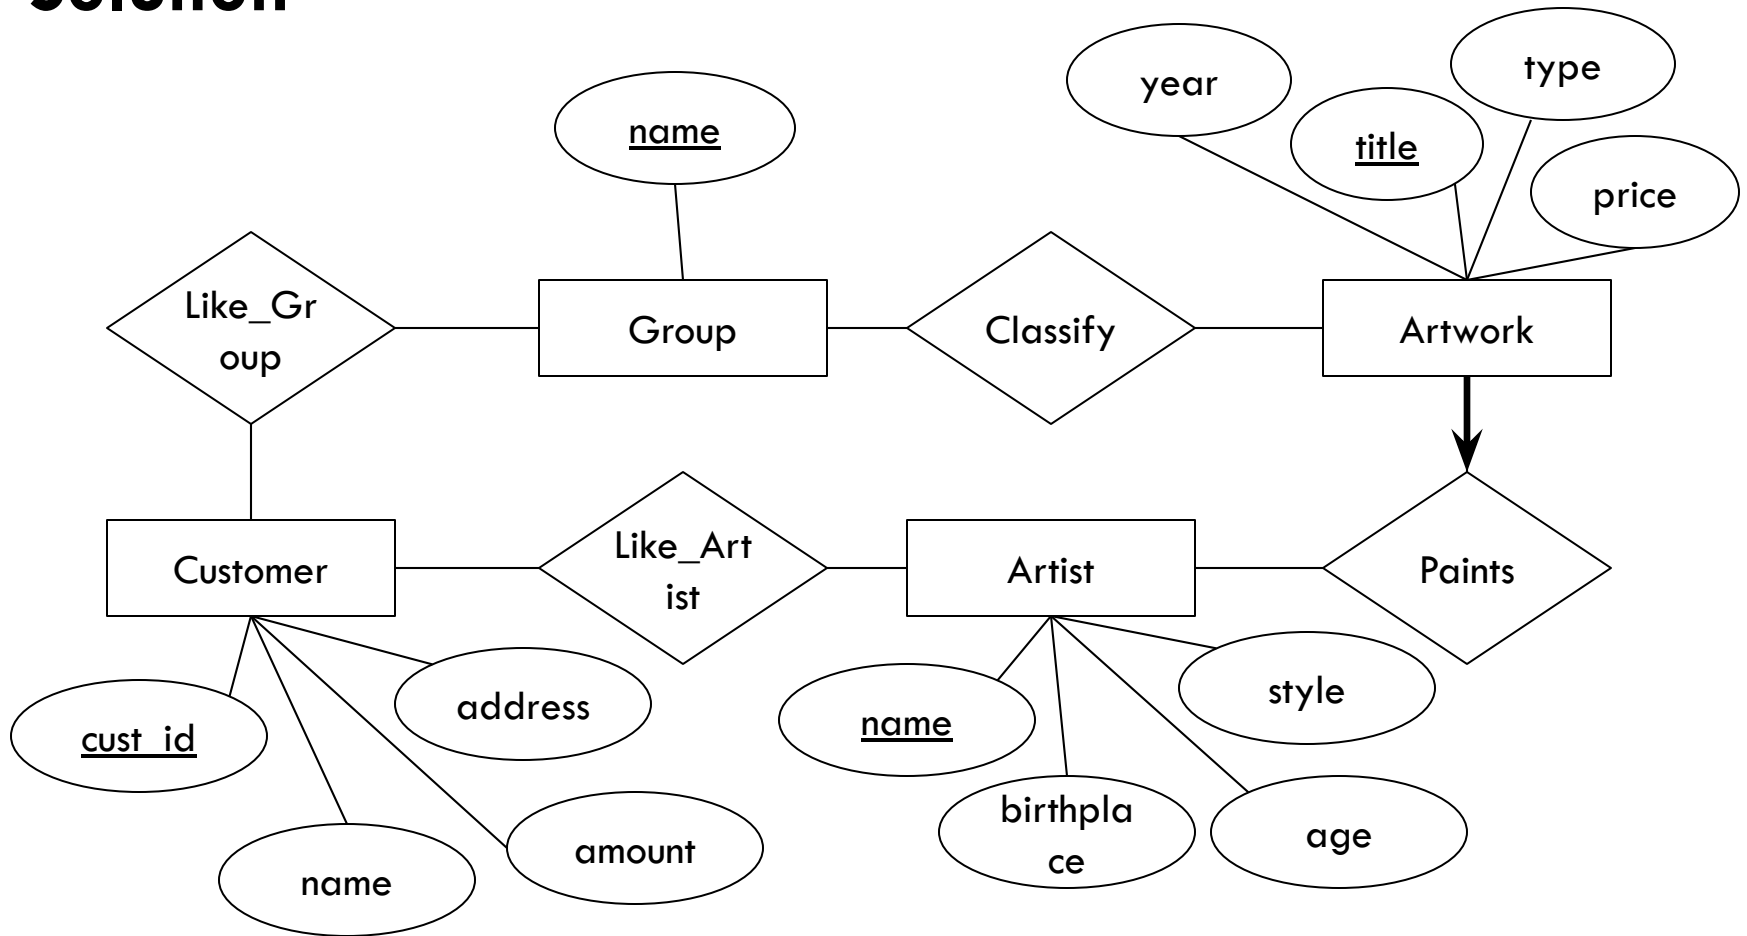 Solution
year
type
name
title
price
Like_Gr
oup
Group
Classify
Artwork
Customer
Like_Art
ist
Artist
Paints
cust_id
address
name
style
name
amount
birthpla
ce
age